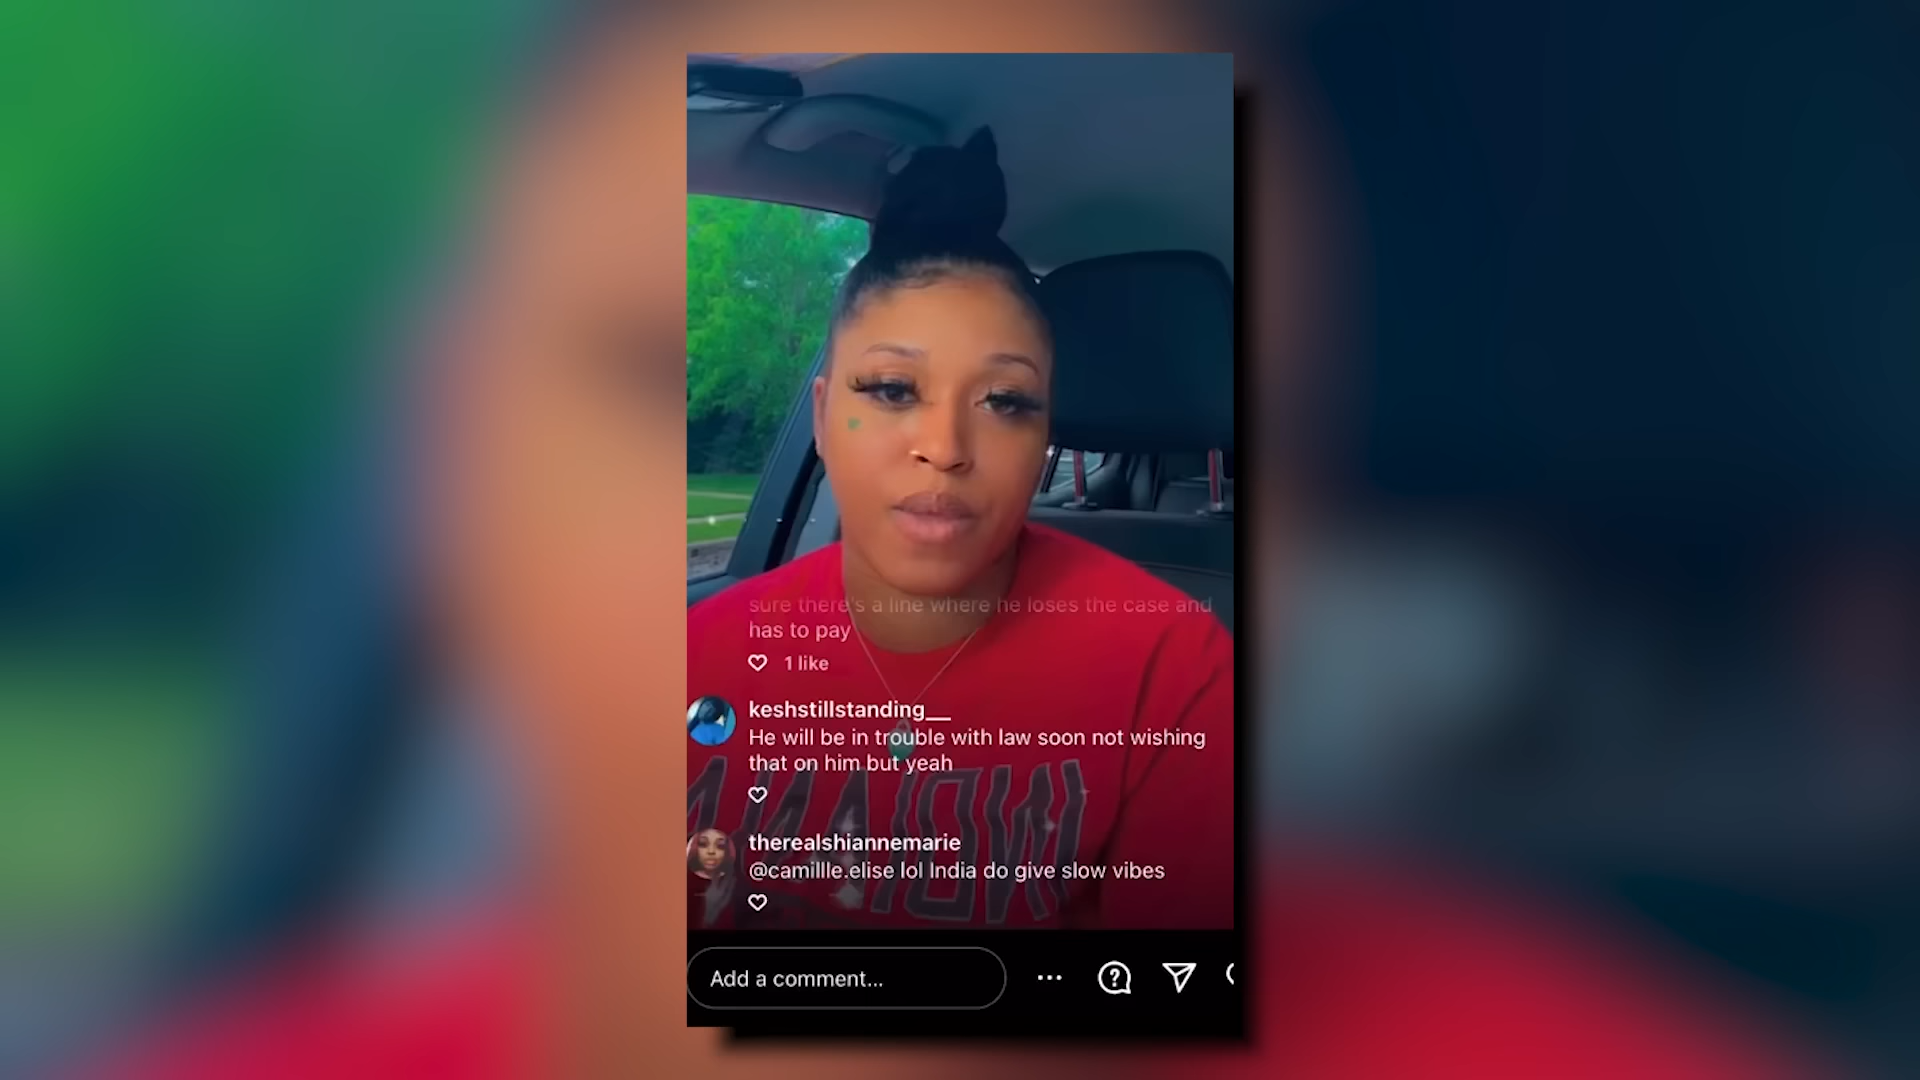 sure there's a line where he loses the case and
has to pay
1 like
keshstillstanding__
He will be in trouble with law soon not wishing
that on him but yeah
therealshiannemarie
@camillle.elise lol India do give slow vibes
Add a comment...